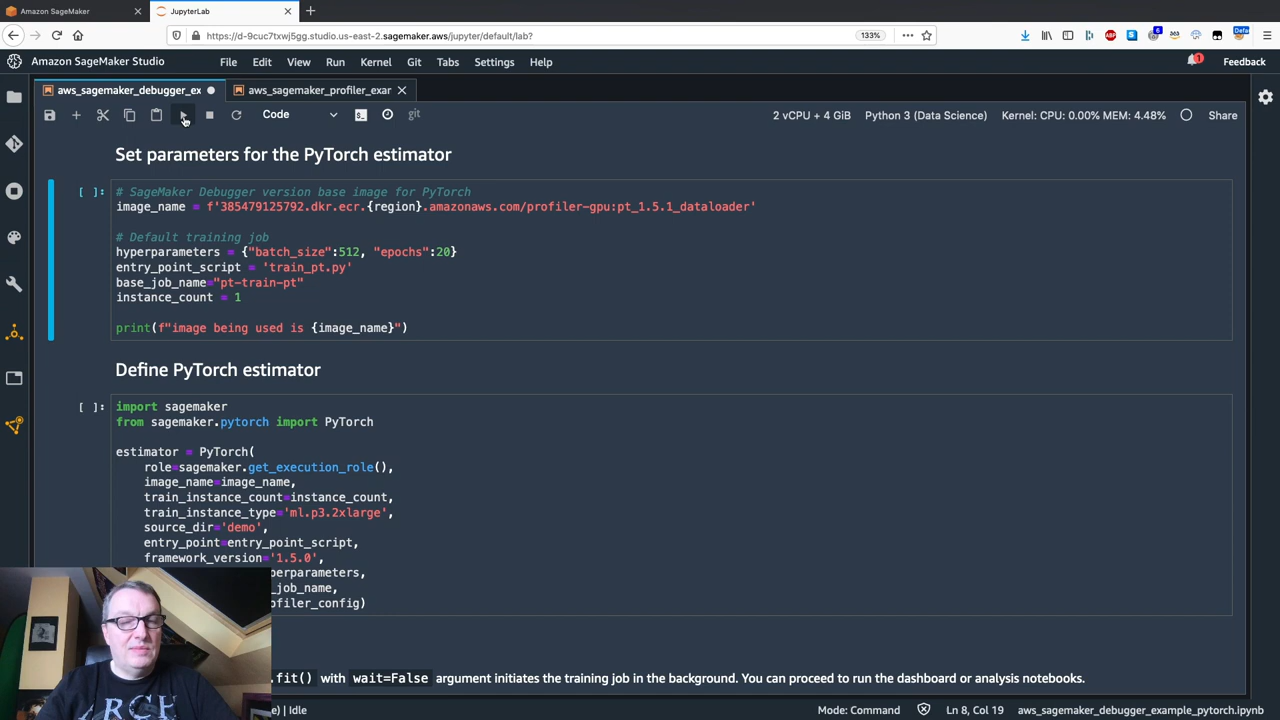 Amazon SageMaker
JupyterLab
https://d-9cuc7txwj5gg.studio.us-east-2.sagemaker.aws/jupyter/default/lab?
133%
ABP
6
Defa
Amazon SageMaker Studio
File Edit View Run Kernel Git Tabs Settings Help
1
Feedback
aws_sagemaker_debugger_ex
aws_sagemaker_profiler_exar
Code
git
2 vCPU + 4 GiB
Python 3 (Data Science)
Kernel: CPU: 0.00% MEM: 4.48%
Share
Set parameters for the PyTorch estimator
[ ]:
# SageMaker Debugger version base image for PyTorch
image_name = f'385479125792.dkr.ecr.{region}.amazonaws.com/profiler-gpu:pt_1.5.1_dataloader'
# Default training job
hyperparameters = {"batch_size":512, "epochs":20}
entry_point_script = 'train_pt.py'
base_job_name="pt-train-pt"
instance_count = 1
print(f"image being used is {image_name}")
Define PyTorch estimator
[ ]:
import sagemaker
from sagemaker.pytorch import PyTorch
estimator = PyTorch(
role=sagemaker.get_execution_role(),
image_name=image_name,
train_instance_count=instance_count,
train_instance_type='ml.p3.2xlarge',
source_dir='demo',
entry_point=entry_point_script,
framework_version='1.5.0',
perparameters,
_job_name,
ofiler_config)
.fit() with wait=False argument initiates the training job in the background. You can proceed to run the dashboard or analysis notebooks.
) | Idle
Mode: Command
Ln 8, Col 19
aws_sagemaker_debugger_example_pytorch.ipynb